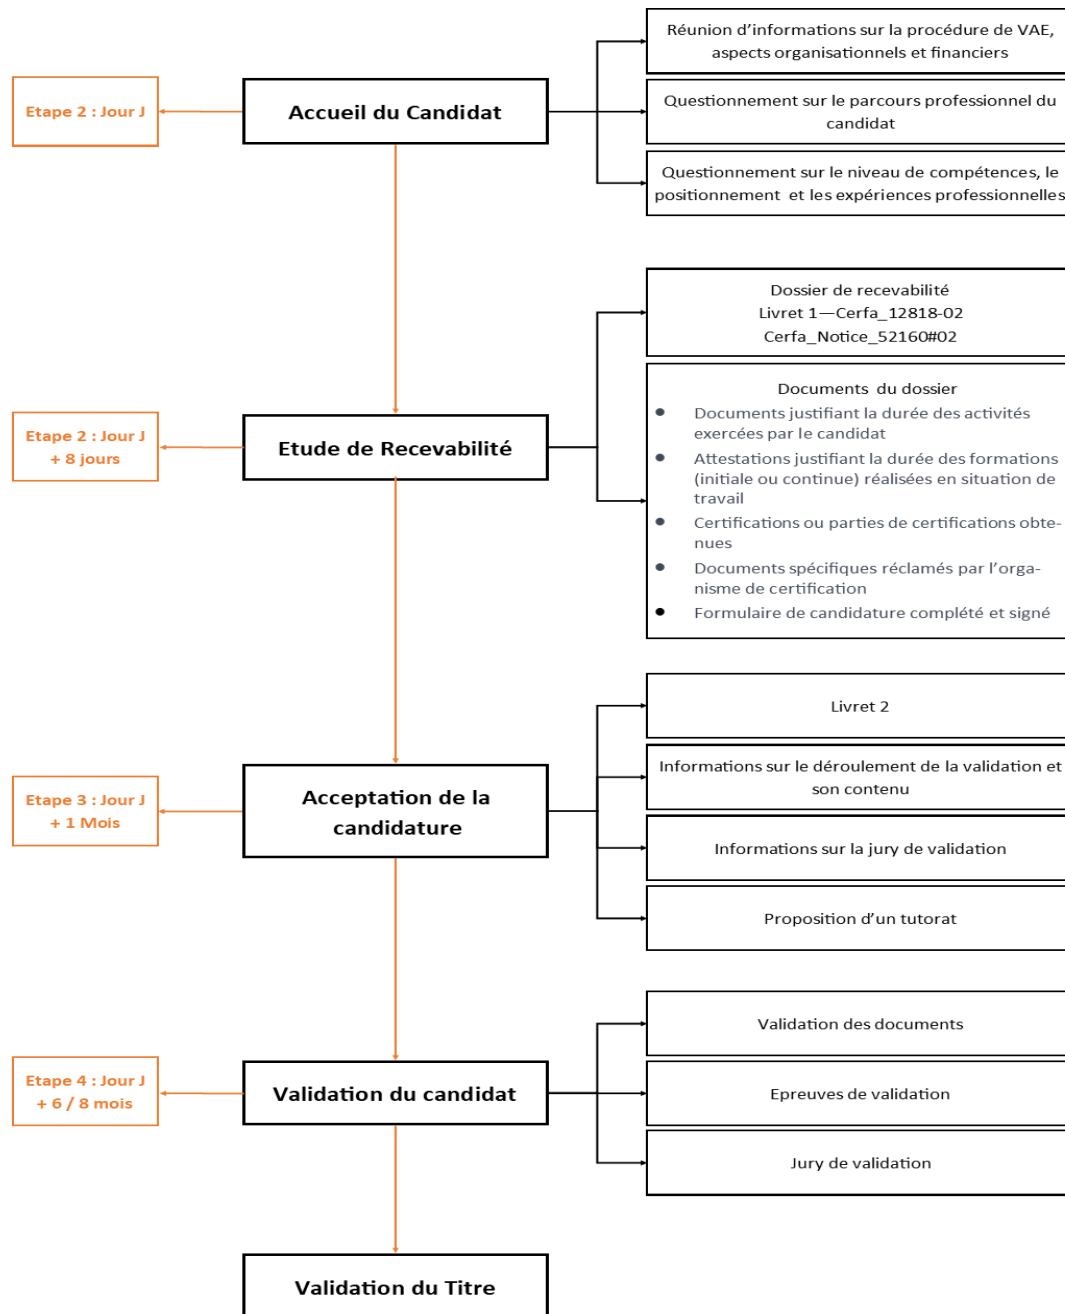 Réunion d’informations sur la procédure de VAE,
aspects organisationnels et financiers
Etape 2 : Jour J
Accueil du Candidat
Questionnement sur le parcours professionnel du
candidat
Questionnement sur le niveau de compétences, le
positionnement et les expériences professionnelles
Dossier de recevabilité
Livret 1—Cerfa_12818-02
Cerfa_Notice_52160#02
Etape 2 : Jour J
+ 8 jours
Etude de Recevabilité
Documents du dossier
● Documents justifiant la durée des activités
exercées par le candidat
● Attestations justifiant la durée des formations
(initiale ou continue) réalisées en situation de
travail
● Certifications ou parties de certifications obte-
nues
● Documents spécifiques réclamés par l’orga-
nisme de certification
● Formulaire de candidature complété et signé
Livret 2
Etape 3 : Jour J
+ 1 Mois
Acceptation de la
candidature
Informations sur le déroulement de la validation et
son contenu
Informations sur la jury de validation
Proposition d’un tutorat
Validation des documents
Etape 4 : Jour J
+ 6 / 8 mois
Validation du candidat
Epreuves de validation
Jury de validation
Validation du Titre